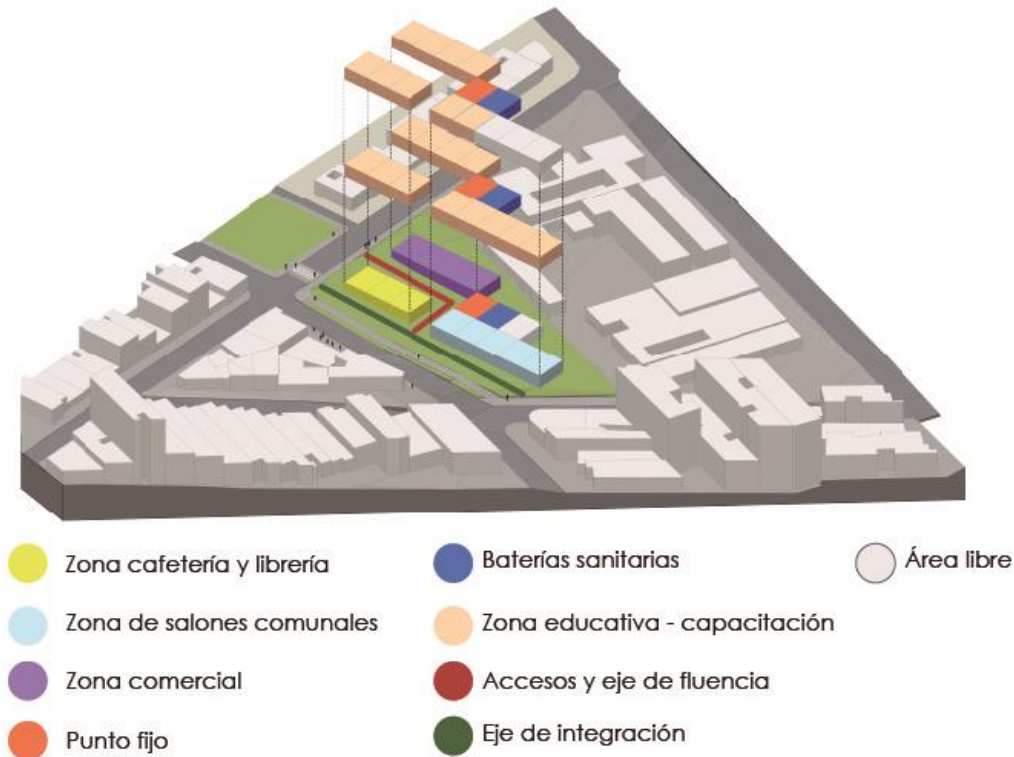 Zona cafetería y librería
Zona de salones comunales
Zona comercial
Punto fijo
Baterías sanitarias
Zona educativa - capacitación
Accesos y eje de fluencia
Eje de integración
Área libre